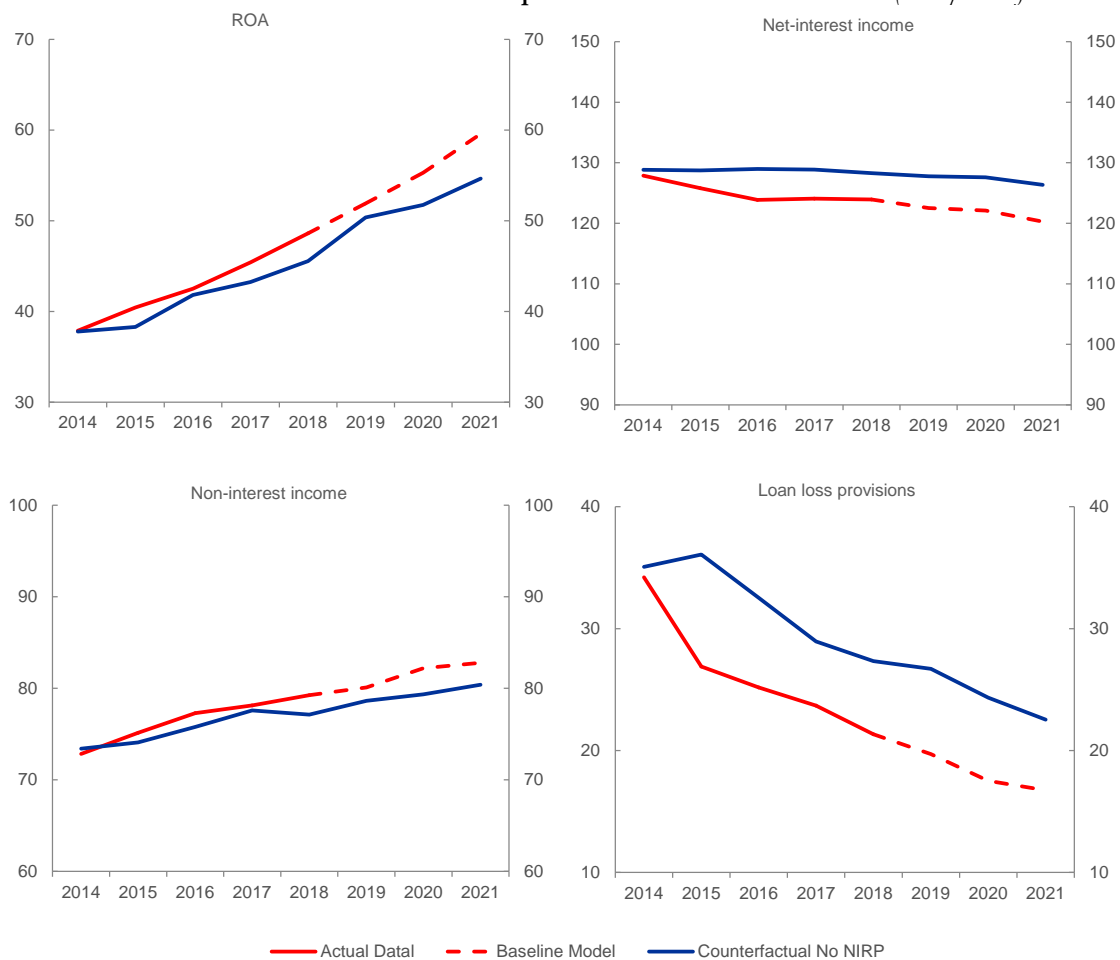 ROA
70 70
60 60
50 50
40 40
30 30
2014 2015 2016 2017 2018 2019 2020 2021
Net-interest income
150 150
140 140
130 130
120 120
110 110
100 100
90 90
2014 2015 2016 2017 2018 2019 2020 2021
Non-interest income
100 100
90 90
80 80
70 70
60 60
2014 2015 2016 2017 2018 2019 2020 2021
Loan loss provisions
40 40
30 30
20 20
10 10
2014 2015 2016 2017 2018 2019 2020 2021
Actual Datal Baseline Model Counterfactual No NIRP